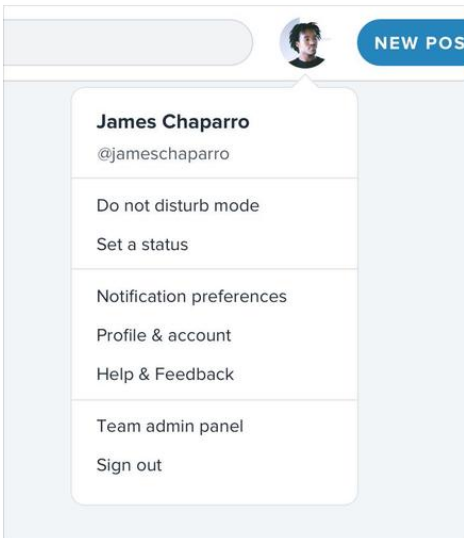 NEW POS
James Chaparro
@jameschaparro
Do not disturb mode
Set a status
Notification preferences
Profile & account
Help & Feedback
Team admin panel
Sign out